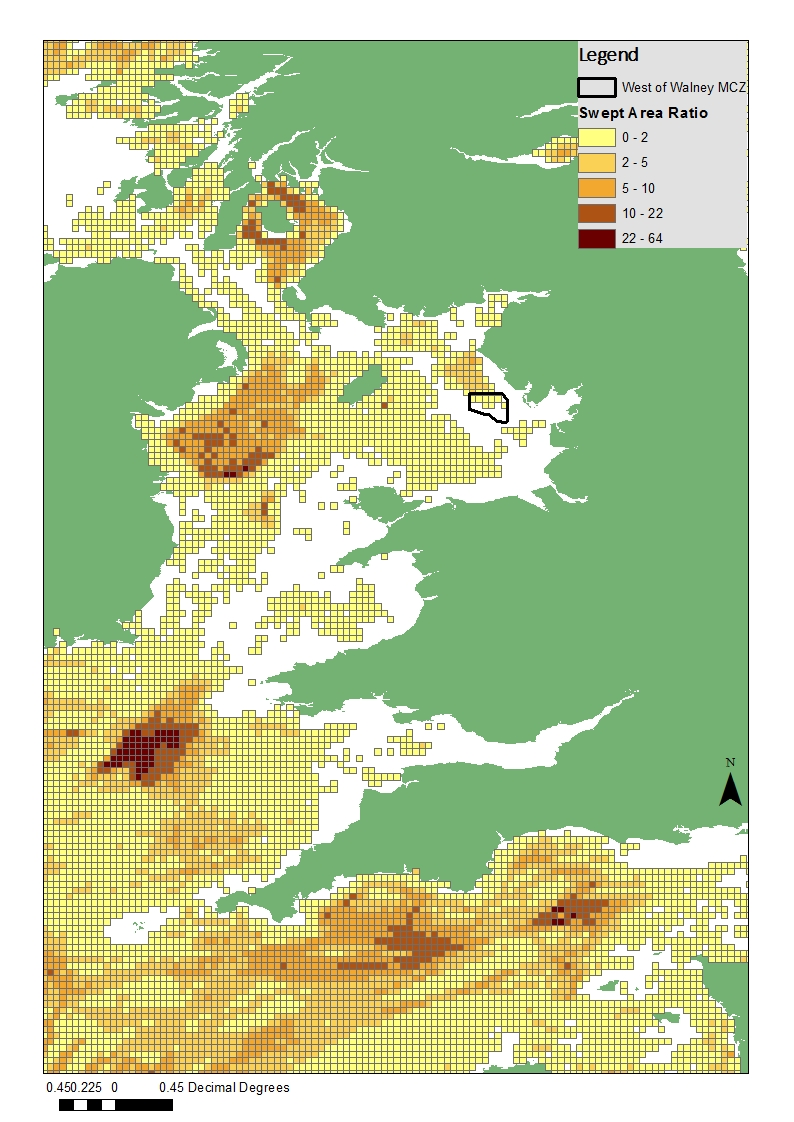 Legend
West of Walney MCZ
Swept Area Ratio
0 - 2
2 - 5
5 - 10
10 - 22
22 - 64
N
0.450.225 0 0.45 Decimal Degrees